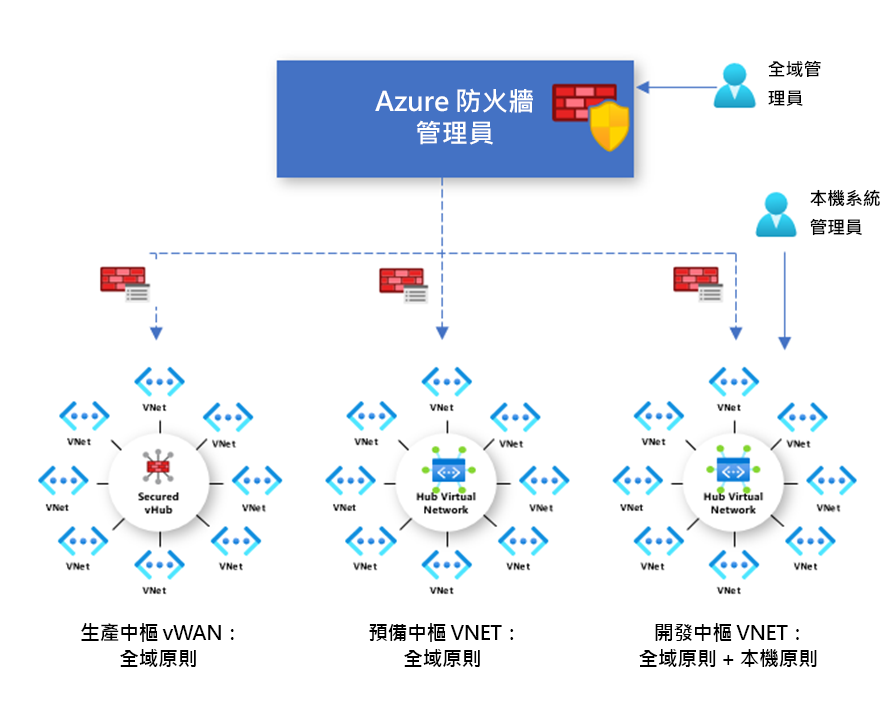 Azure 防火牆
管理員
全域管
理員
本機系統
管理員
VNet
VNet
VNet
VNet
Secured
vHub
VNet
VNet
VNet
VNet
VNet
VNet
VNet
VNet
Hub Virtual
Network
VNet
VNet
VNet
VNet
VNet
VNet
VNet
VNet
Hub Virtual
Network
VNet
VNet
VNet
VNet
生產中樞 vWAN：
全域原則
預備中樞 VNET：
全域原則
開發中樞 VNET：
全域原則 + 本機原則